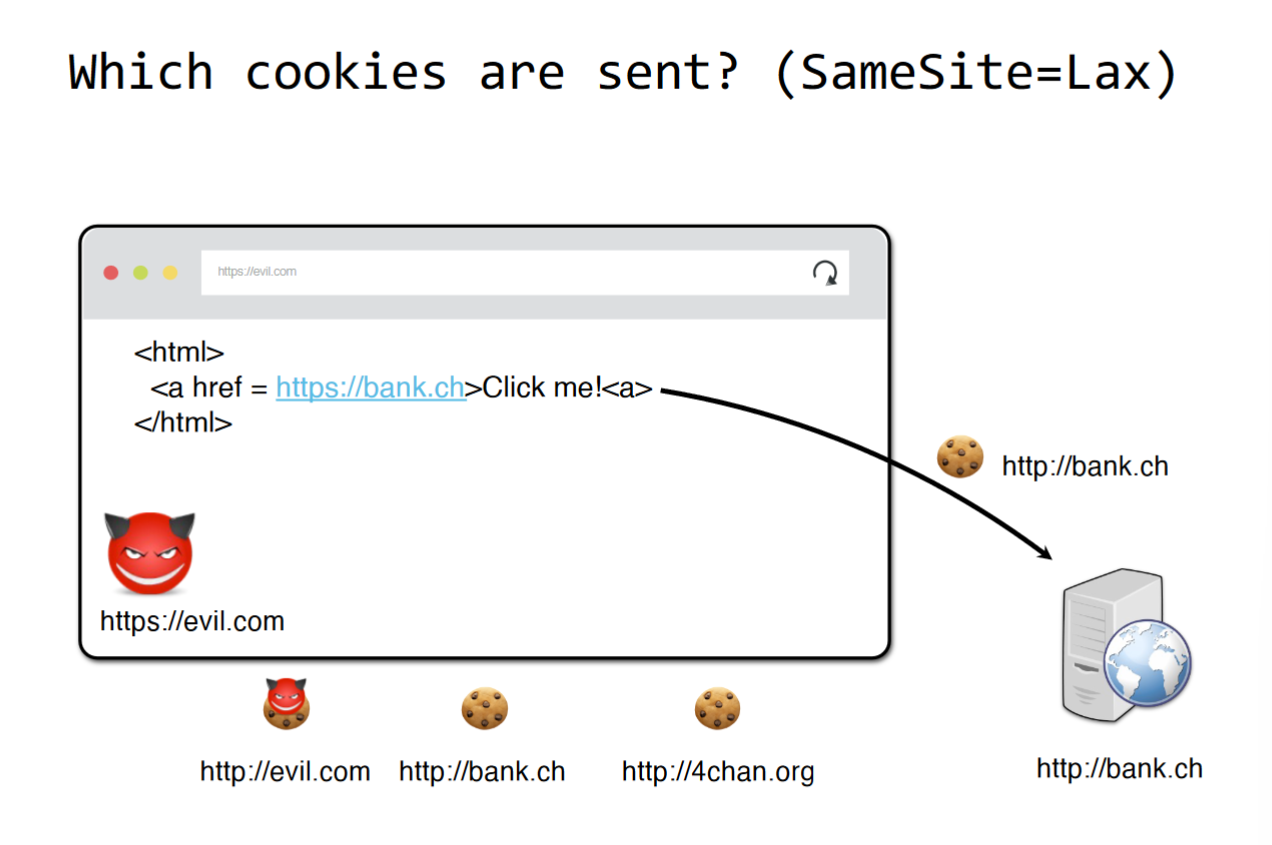 Which cookies are sent? (SameSite=Lax)
https://evil.com
<html>
<a href = https://bank.ch>Click me!<a>
</html>
http://bank.ch
https://evil.com
http://evil.com
http://bank.ch
http://4chan.org
http://bank.ch